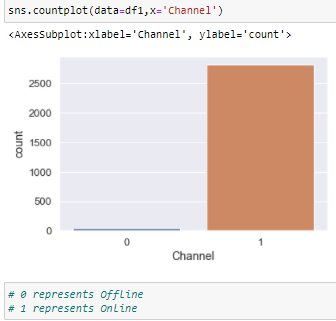 sns.countplot(data=df1,x='Channel')
<AxesSubplot:xlabel='Channel', ylabel='count'>
2500
2000
1500
1000
500
0
count
0 1
Channel
# 0 represents Offline
# 1 represents Online